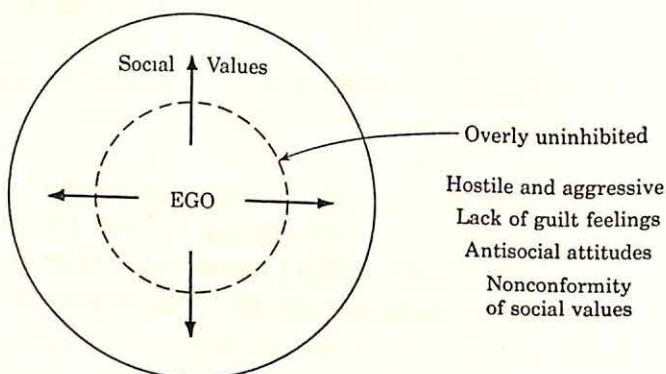 Social Values
EGO
Overly uninhibited
Hostile and aggressive
Lack of guilt feelings
Antisocial attitudes
Nonconformity
of social values